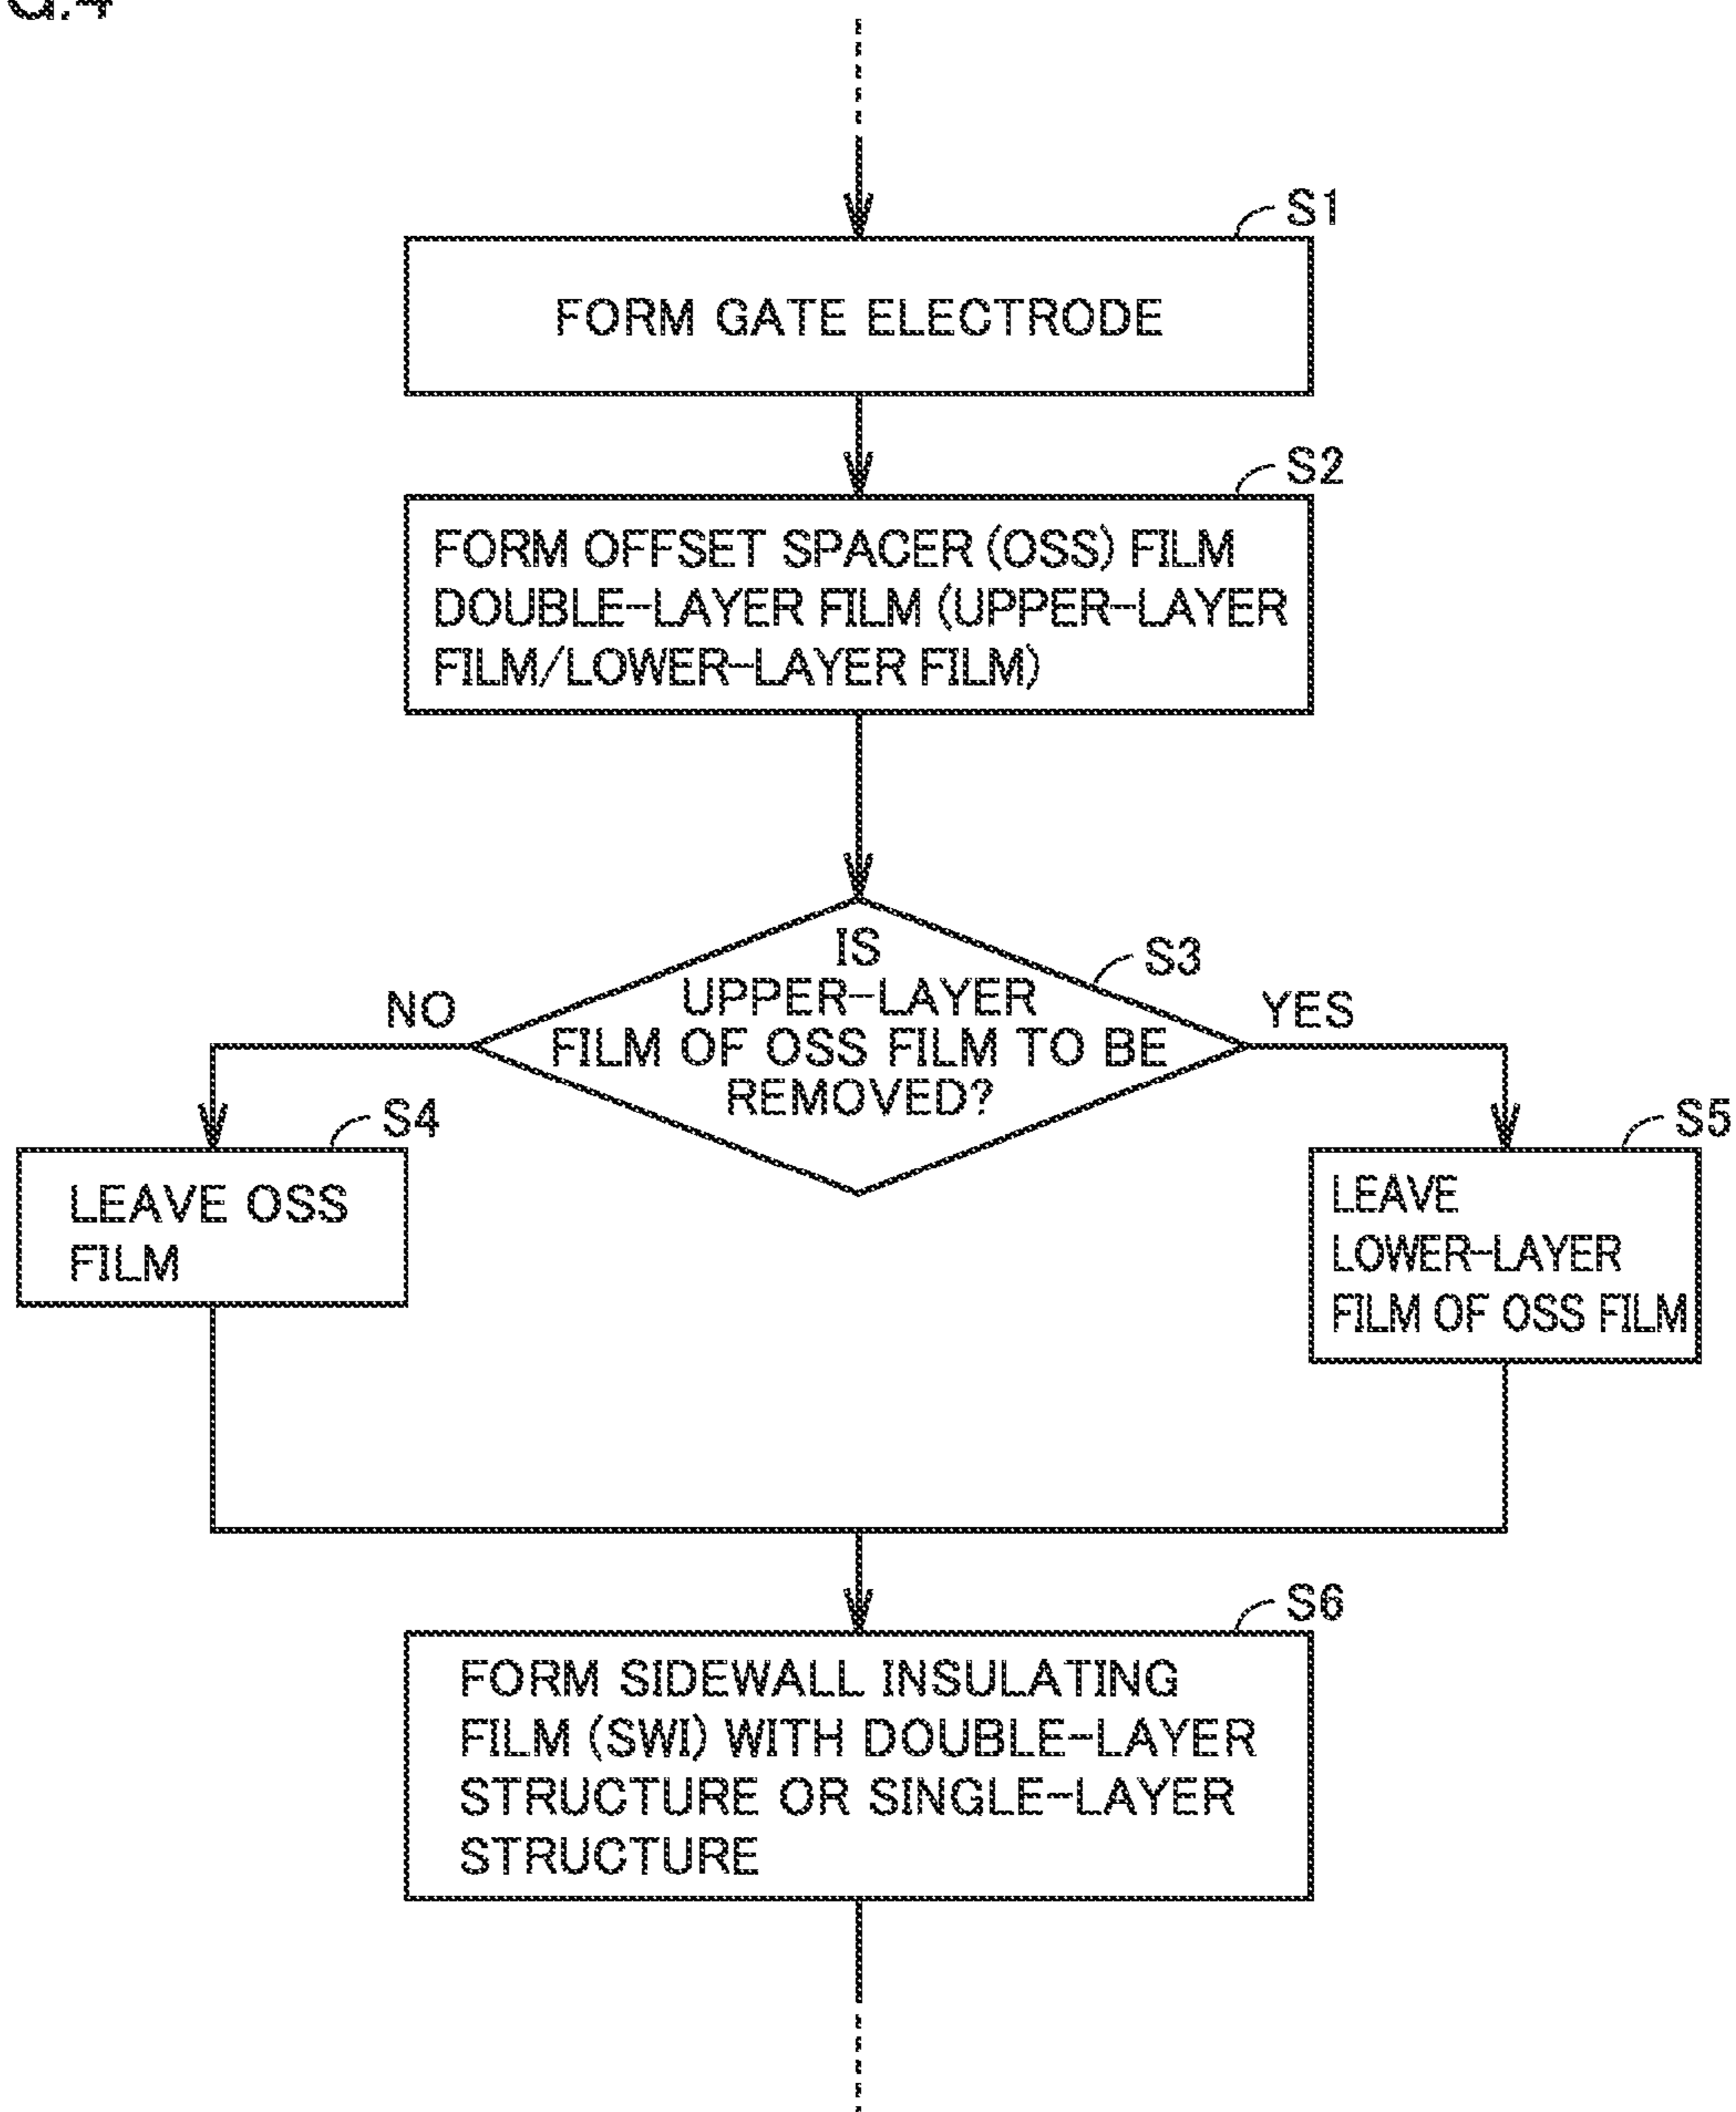 G.4
S1
FORM GATE ELECTRODE
S2
FORM OFFSET SPACER (OSS) FILM
DOUBLE-LAYER FILM (UPPER-LAYER
FILM/LOWER-LAYER FILM)
IS
S3
UPPER-LAYER
NO
YES
FILM OF OSS FILM TO BE
REMOVED?
S4
LEAVE OSS
FILM
S5
LEAVE
LOWER-LAYER
FILM OF OSS FILM
S6
FORM SIDEWALL INSULATING
FILM (SWI) WITH DOUBLE-LAYER
STRUCTURE OR SINGLE-LAYER
STRUCTURE